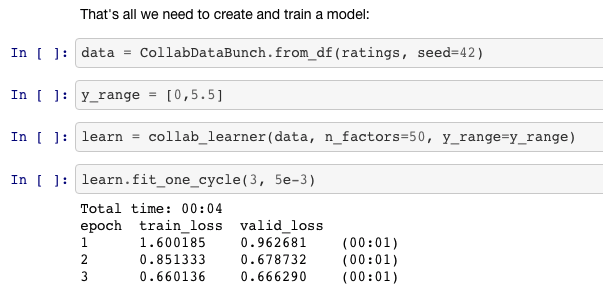 That's all we need to create and train a model:
In [ ]: data = CollabDataBunch.from_df(ratings, seed=42)
In [ ]: y_range = [0,5.5]
In [ ]: learn = collab_learner(data, n_factors=50, y_range=y_range)
In [ ]: learn.fit_one_cycle(3, 5e-3)
Total time: 00:04
epoch train_loss valid_loss
1 1.600185 0.962681 (00:01)
2 0.851333 0.678732 (00:01)
3 0.660136 0.666290 (00:01)